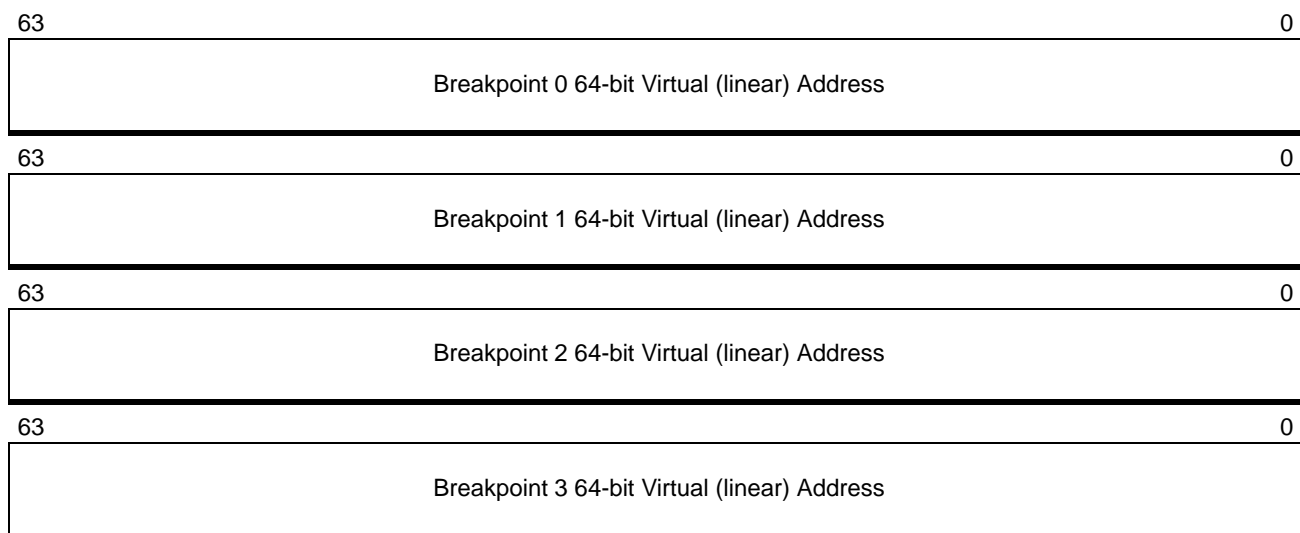 63 0
Breakpoint 0 64-bit Virtual (linear) Address
63 0
Breakpoint 1 64-bit Virtual (linear) Address
63 0
Breakpoint 2 64-bit Virtual (linear) Address
63 0
Breakpoint 3 64-bit Virtual (linear) Address